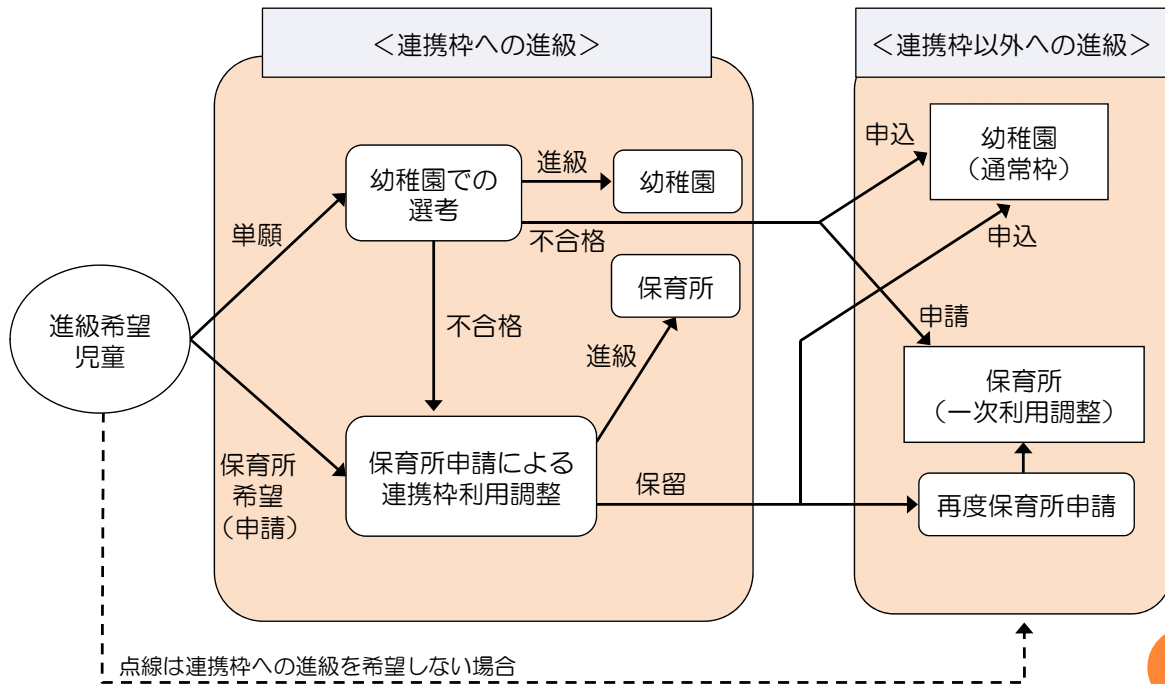 ＜連携枠への進級＞
＜連携枠以外への進級＞
幼稚園での
選考
進級
幼稚園
単願
不合格
不合格
保育所
進級
進級希望
児童
保育所
希望
（申請）
保育所申請による
連携枠利用調整
保留
申込
幼稚園
（通常枠）
申込
申請
保育所
（一次利用調整）
再度保育所申請
点線は連携枠への進級を希望しない場合